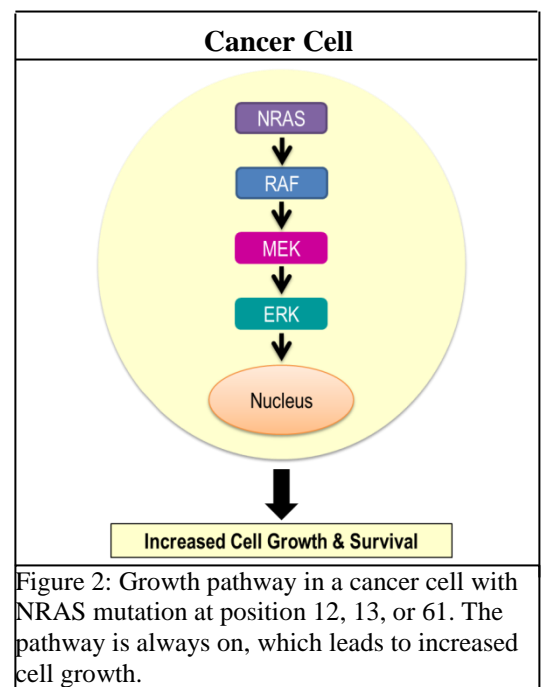 Cancer Cell
NRAS
RAF
MEK
ERK
Nucleus
Increased Cell Growth & Survival
Figure 2: Growth pathway in a cancer cell with
NRAS mutation at position 12, 13, or 61. The
pathway is always on, which leads to increased
cell growth.